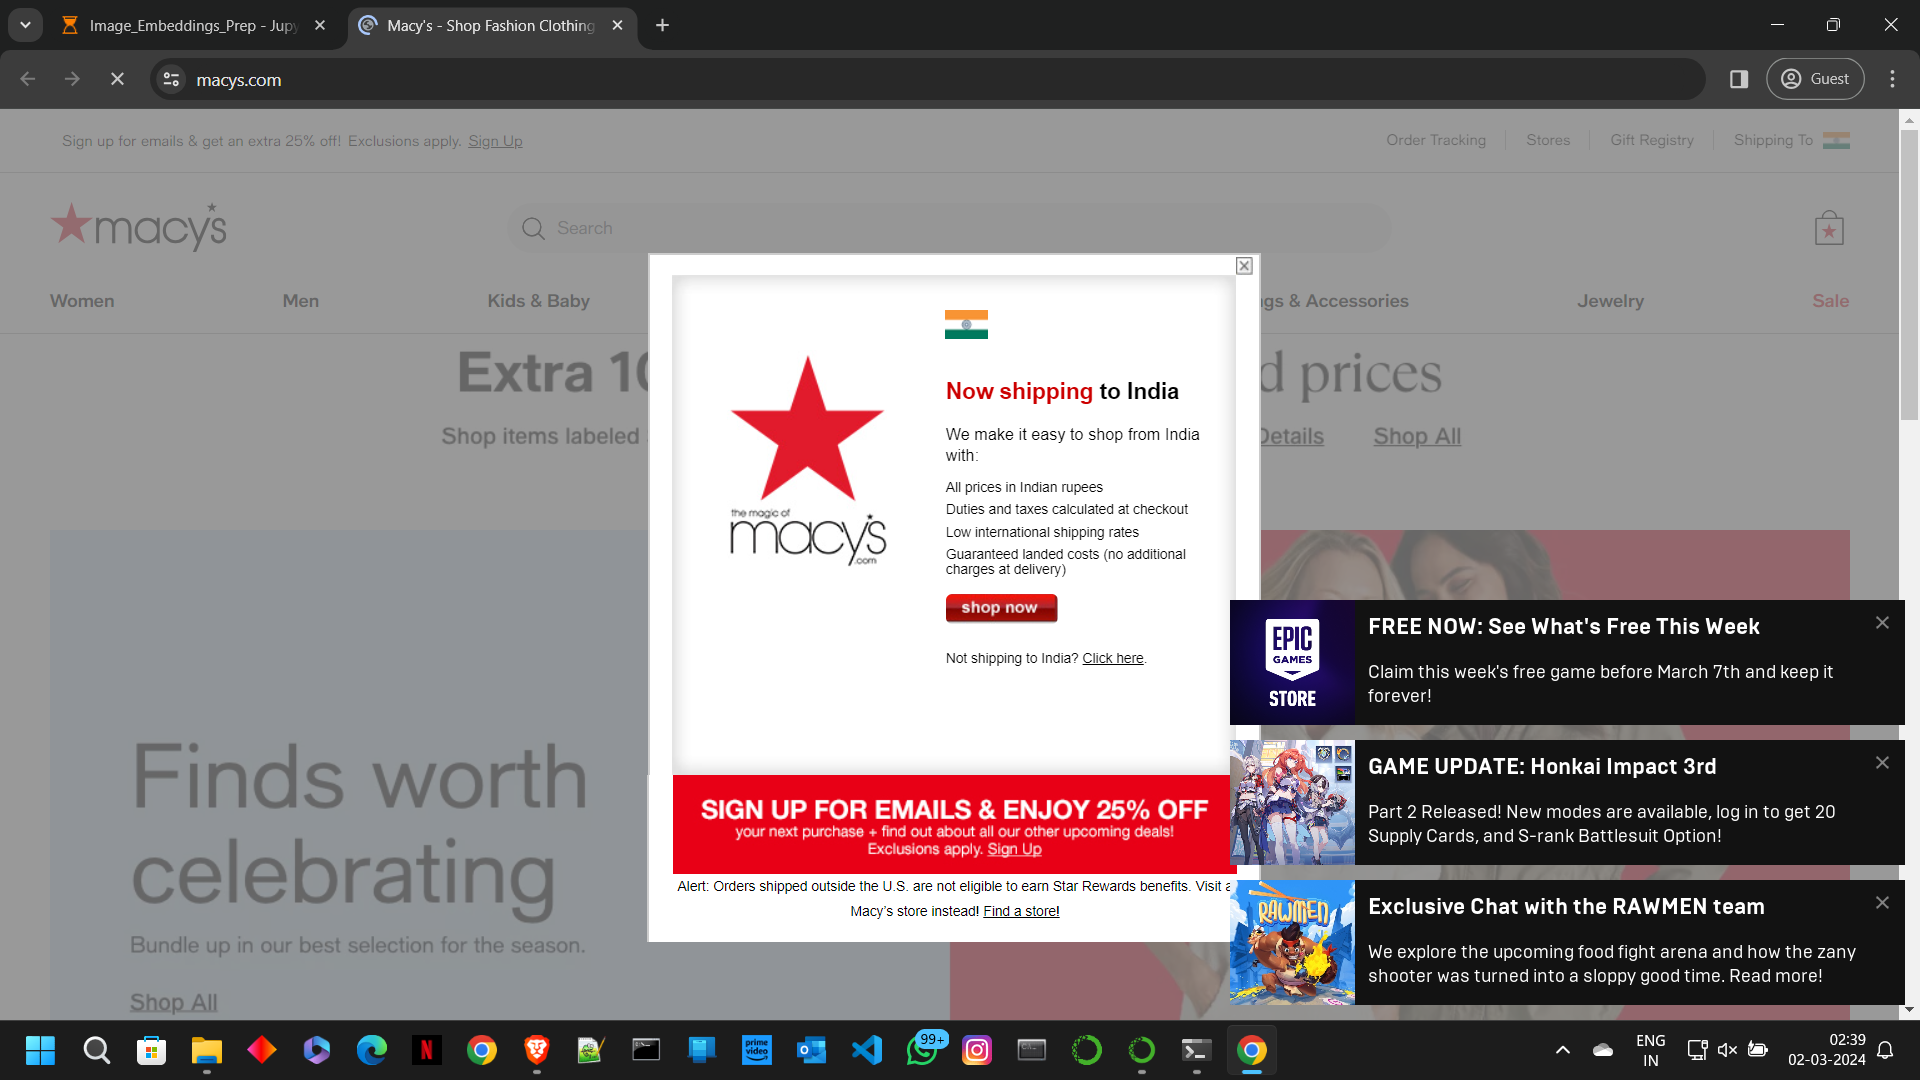 Image_Embeddings_Prep - Jupy
Macy's - Shop Fashion Clothing
macys.com
Guest
Sign up for emails & get an extra 25% off! Exclusions apply. Sign Up
Order Tracking
Stores
Gift Registry
Shipping To
macy's
Search
Women
Men
Kids & Baby
gs & Accessories
Jewelry
Sale
Extra 10
d prices
Shop items labeled
Details
Shop All
Now shipping to India
We make it easy to shop from India
with:
All prices in Indian rupees
Duties and taxes calculated at checkout
Low international shipping rates
Guaranteed landed costs (no additional
charges at delivery)
shop now
Not shipping to India? Click here.
the magic of
macy's
.com
SIGN UP FOR EMAILS & ENJOY 25% OFF
your next purchase + find out about all our other upcoming deals!
Exclusions apply. Sign Up
Alert: Orders shipped outside the U.S. are not eligible to earn Star Rewards benefits. Visit a
Macy's store instead! Find a store!
Finds worth
celebrating
Bundle up in our best selection for the season.
Shop All
EPIC
GAMES
STORE
FREE NOW: See What's Free This Week
Claim this week's free game before March 7th and keep it
forever!
GAME UPDATE: Honkai Impact 3rd
Part 2 Released! New modes are available, log in to get 20
Supply Cards, and S-rank Battlesuit Option!
RAWMEN
Exclusive Chat with the RAWMEN team
We explore the upcoming food fight arena and how the zany
shooter was turned into a sloppy good time. Read more!
N
prime
video
99+
ENG
IN
02:39
02-03-2024